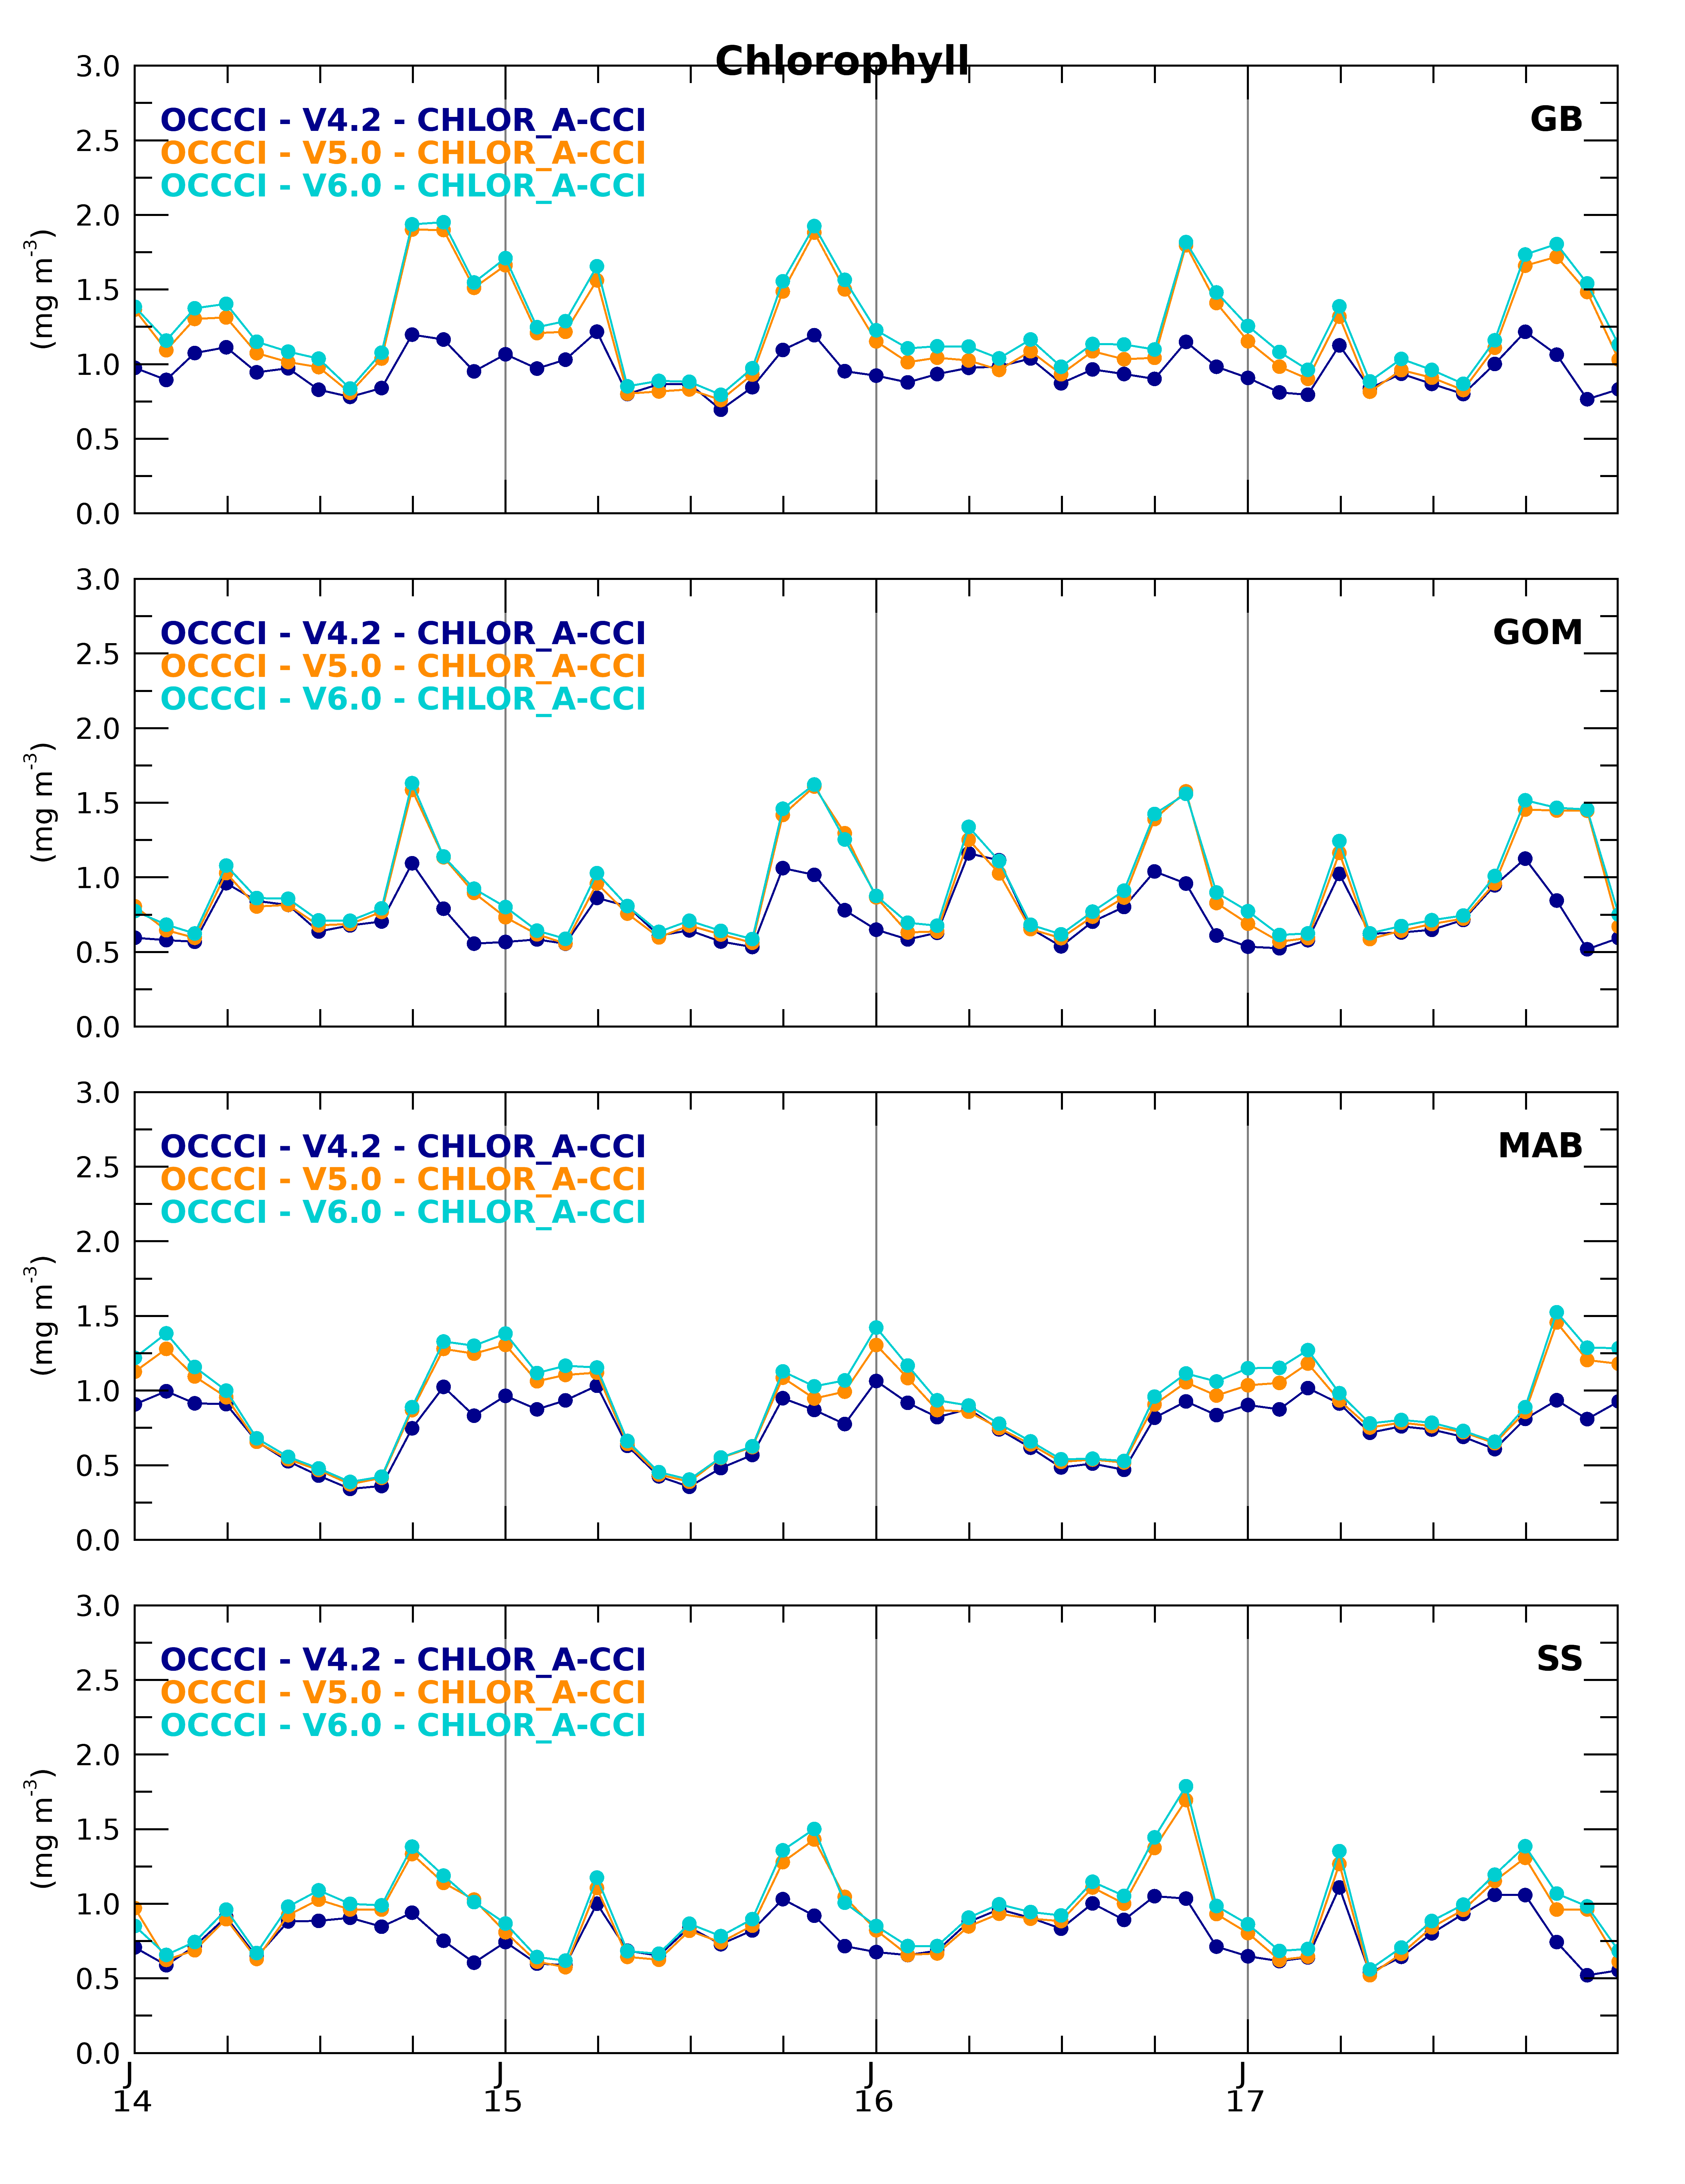 Chlorophyll
3.0
OCCCI - V4.2 - CHLOR_A-CCI
GB
2.5
OCCCI - V5.0 - CHLOR_A-CCI
OCCCI - V6.0 - CHLOR_A-CCI
2.0
(mg m⁻³)
1.5
1.0
0.5
0.0
3.0
OCCCI - V4.2 - CHLOR_A-CCI
GOM
2.5
OCCCI - V5.0 - CHLOR_A-CCI
OCCCI - V6.0 - CHLOR_A-CCI
2.0
(mg m⁻³)
1.5
1.0
0.5
0.0
3.0
OCCCI - V4.2 - CHLOR_A-CCI
MAB
2.5
OCCCI - V5.0 - CHLOR_A-CCI
OCCCI - V6.0 - CHLOR_A-CCI
2.0
(mg m⁻³)
1.5
1.0
0.5
0.0
3.0
OCCCI - V4.2 - CHLOR_A-CCI
SS
2.5
OCCCI - V5.0 - CHLOR_A-CCI
OCCCI - V6.0 - CHLOR_A-CCI
2.0
(mg m⁻³)
1.5
1.0
0.5
0.0
J J J J
14 15 16 17